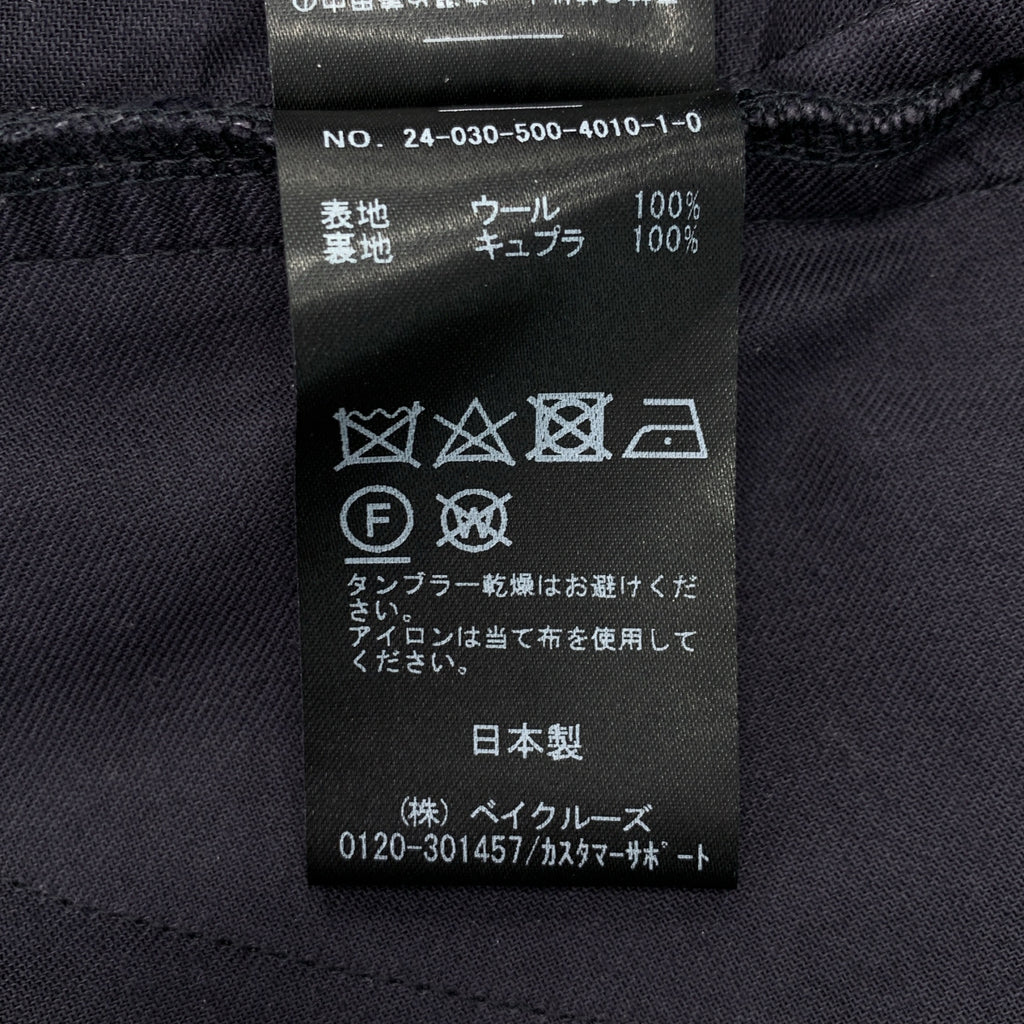 NO. 24-030-500-4010-1-0
表地 ウール 100%
裏地 キュプラ 100%
F
W
タンブラー乾燥はお避けくだ
さい。
アイロンは当て布を使用して
ください。
日本製
(株) ベイクルーズ
0120-301457/カスタマーサポート